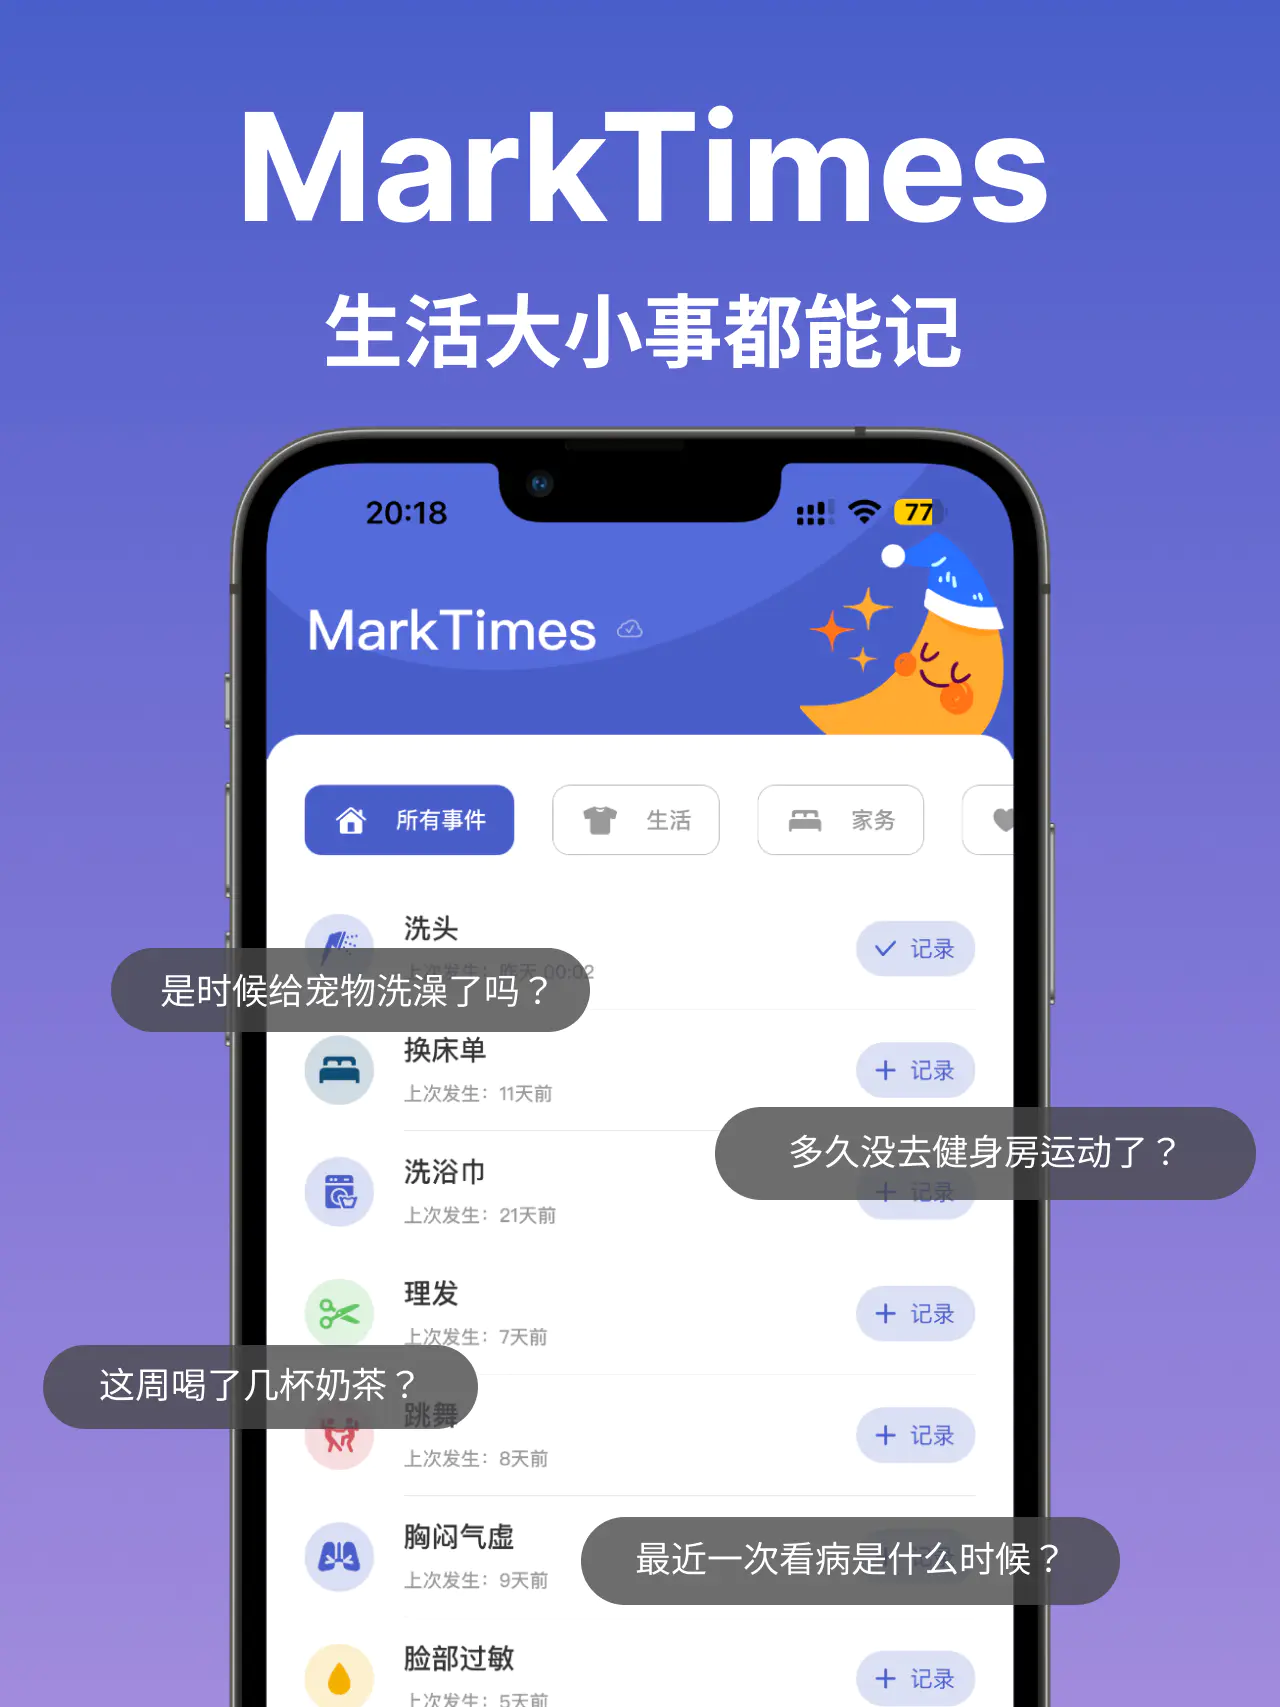 MarkTimes
生活大小事都能记
20:18
77
MarkTimes
所有事件
生活
家务
洗头
记录
上次发生：昨天 00:02
是时候给宠物洗澡了吗？
换床单
记录
上次发生：11天前
多久没去健身房运动了？
洗浴巾
记录
上次发生：21天前
理发
记录
上次发生：7天前
这周喝了几杯奶茶？
跳舞
记录
上次发生：8天前
胸闷气虚
最近一次看病是什么时候？
上次发生：9天前
脸部过敏
记录
上次发生：5天前